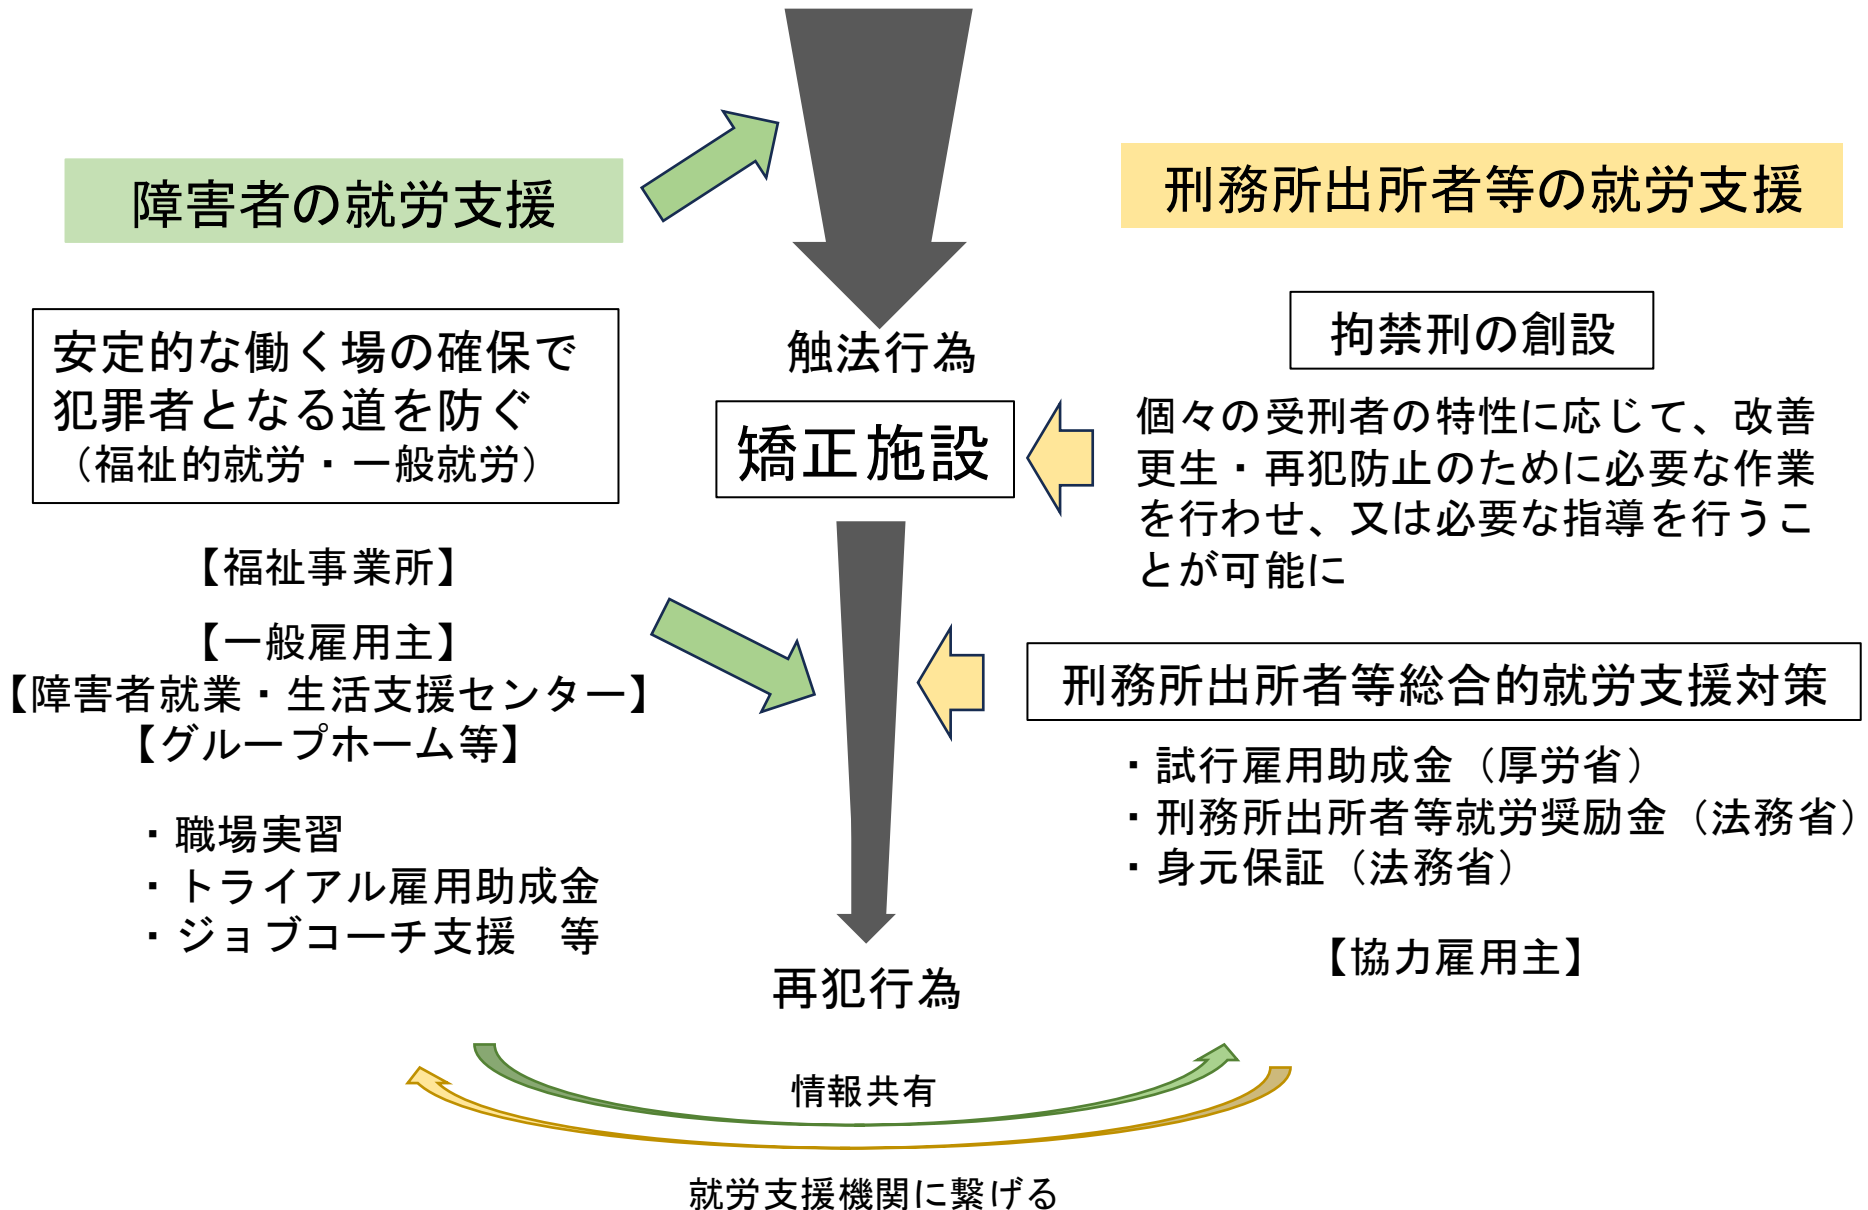 障害者の就労支援
安定的な働く場の確保で
犯罪者となる道を防ぐ
（福祉的就労・一般就労）
【福祉事業所】
【一般雇用主】
【障害者就業・生活支援センター】
【グループホーム等】
・職場実習
・トライアル雇用助成金
・ジョブコーチ支援　等
触法行為
矯正施設
再犯行為
刑務所出所者等の就労支援
拘禁刑の創設
個々の受刑者の特性に応じて、改善
更生・再犯防止のために必要な作業
を行わせ、又は必要な指導を行うこ
とが可能に
刑務所出所者等総合的就労支援対策
・試行雇用助成金（厚労省）
・刑務所出所者等就労奨励金（法務省）
・身元保証（法務省）
【協力雇用主】
情報共有
就労支援機関に繋げる